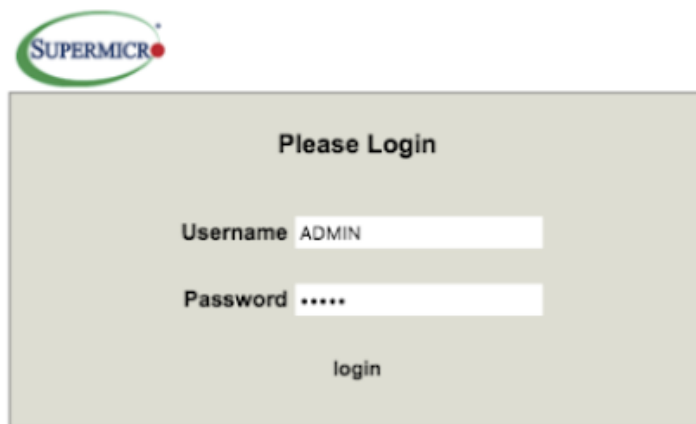 SUPERMICRO
Please Login
Username ADMIN
Password •••••
login